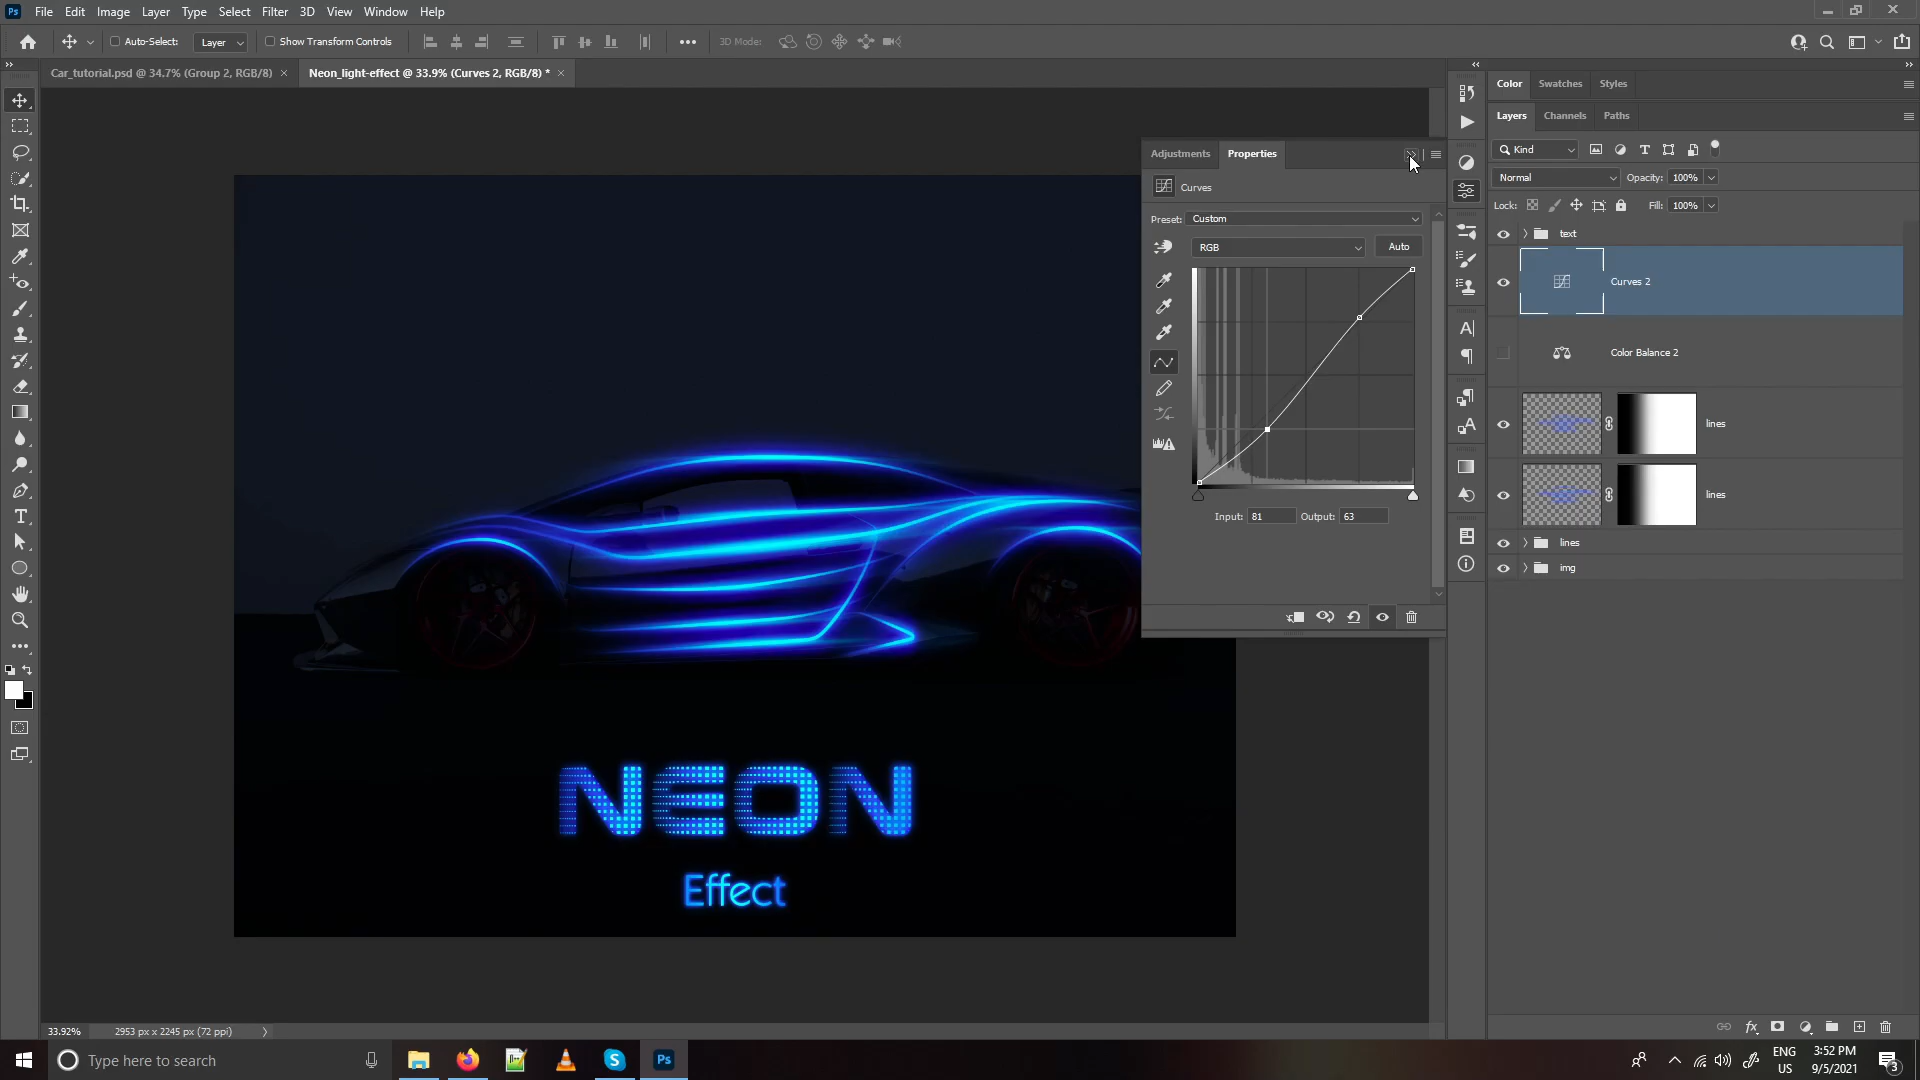 Ps File Edit Image Layer Type Select Filter 3D View Window Help
Auto-Select: Layer Show Transform Controls 3D Mode:
Car_tutorial.psd @ 34.7% (Group 2, RGB/8) × Neon_light-effect @ 33.9% (Curves 2, RGB/8) * ×
Color Swatches Styles
Layers Channels Paths
Kind
Normal Opacity: 100%
Lock: Fill: 100%
text
Curves 2
Color Balance 2
lines
lines
lines
img
Adjustments Properties
Curves
Preset: Custom
RGB Auto
Input: 81 Output: 63
NEON
Effect
33.92% 2953 px x 2245 px (72 ppi)
Type here to search
Ps
ENG
US
3:52 PM
9/5/2021
3